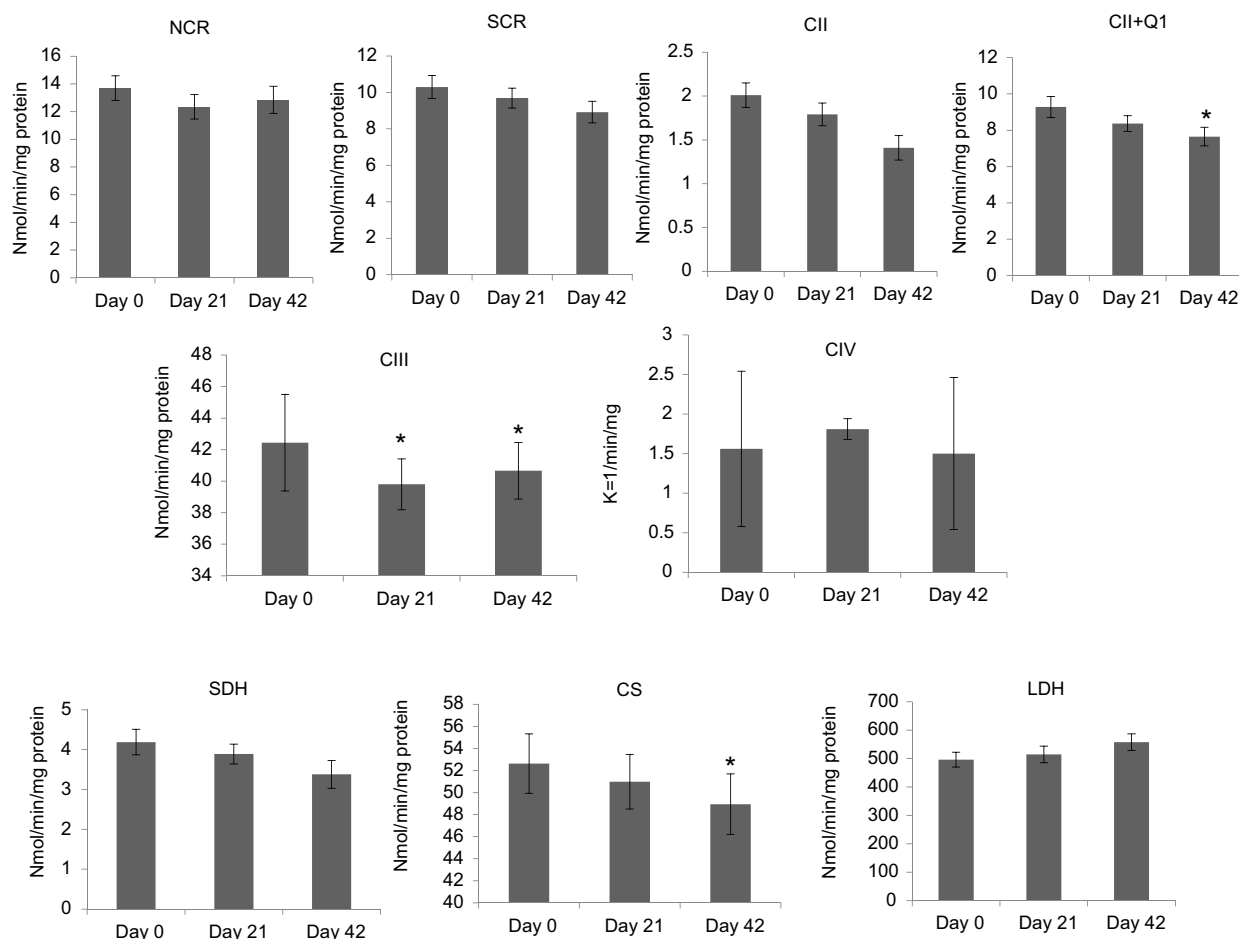 NCR
Nmol/min/mg protein
16
14
12
10
8
6
4
2
0
Day 0 Day 21 Day 42
SCR
Nmol/min/mg protein
12
10
8
6
4
2
0
Day 0 Day 21 Day 42
CII
Nmol/min/mg protein
2.5
2
1.5
1
0.5
0
Day 0 Day 21 Day 42
CII+Q1
Nmol/min/mg protein
12
10
8
6
4
2
0
*
Day 0 Day 21 Day 42
CIII
Nmol/min/mg protein
48
46
44
42
40
38
36
34
* *
Day 0 Day 21 Day 42
CIV
K=1/min/mg
3
2.5
2
1.5
1
0.5
0
Day 0 Day 21 Day 42
SDH
Nmol/min/mg protein
5
4
3
2
1
0
Day 0 Day 21 Day 42
CS
Nmol/min/mg protein
58
56
54
52
50
48
46
44
42
40
*
Day 0 Day 21 Day 42
LDH
Nmol/min/mg protein
700
600
500
400
300
200
100
0
Day 0 Day 21 Day 42